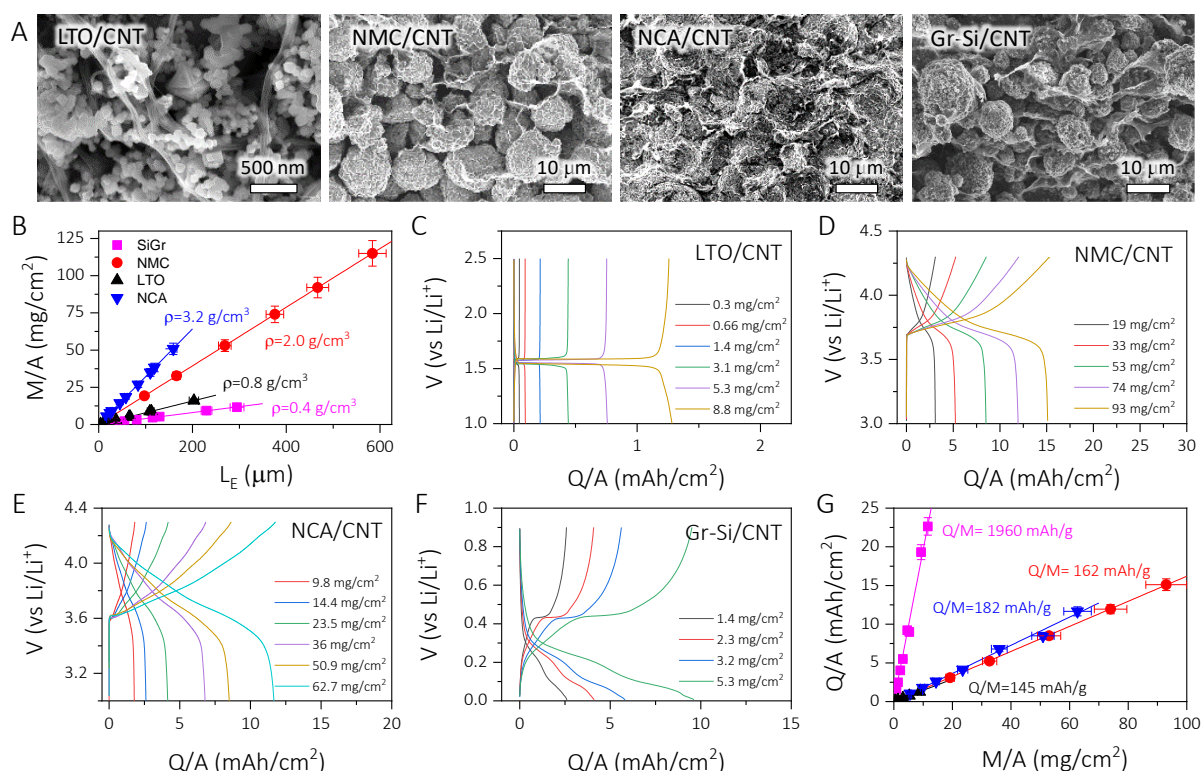 A
LTO/CNT
500 nm
NMC/CNT
10 µm
NCA/CNT
10 µm
Gr-Si/CNT
10 µm
B
M/A (mg/cm²)
125
100
75
50
25
0
SiGr
NMC
LTO
NCA
ρ=3.2 g/cm³
ρ=2.0 g/cm³
ρ=0.8 g/cm³
ρ=0.4 g/cm³
0 200 400 600
L_E (µm)
C
V (vs Li/Li⁺)
2.5
2.0
1.5
1.0
LTO/CNT
0.3 mg/cm²
0.66 mg/cm²
1.4 mg/cm²
3.1 mg/cm²
5.3 mg/cm²
8.8 mg/cm²
0 1 2
Q/A (mAh/cm²)
D
V (vs Li/Li⁺)
4.50
3.75
3.00
NMC/CNT
19 mg/cm²
33 mg/cm²
53 mg/cm²
74 mg/cm²
93 mg/cm²
0 5 10 15 20 25 30
Q/A (mAh/cm²)
E
V (vs Li/Li⁺)
4.4
4.0
3.6
3.2
NCA/CNT
9.8 mg/cm²
14.4 mg/cm²
23.5 mg/cm²
36 mg/cm²
50.9 mg/cm²
62.7 mg/cm²
0 5 10 15 20
Q/A (mAh/cm²)
F
V (vs Li/Li⁺)
1.0
0.8
0.6
0.4
0.2
0.0
Gr-Si/CNT
1.4 mg/cm²
2.3 mg/cm²
3.2 mg/cm²
5.3 mg/cm²
0 5 10 15
Q/A (mAh/cm²)
G
Q/A (mAh/cm²)
25
20
15
10
5
0
Q/M= 1960 mAh/g
Q/M= 162 mAh/g
Q/M=182 mAh/g
Q/M=145 mAh/g
0 20 40 60 80 100
M/A (mg/cm²)